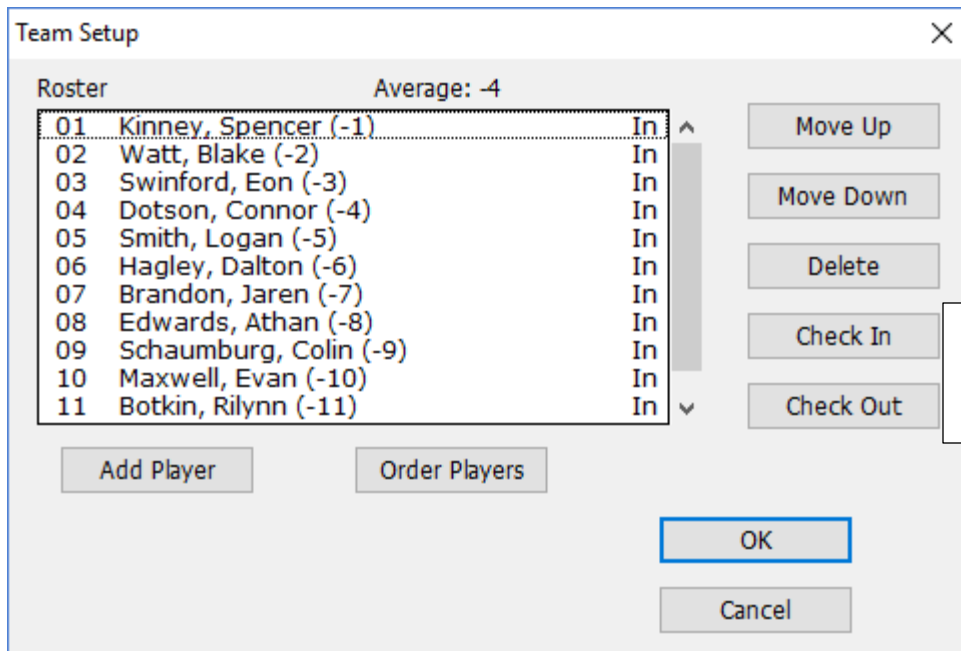 Team Setup
Roster Average: -4
01 Kinney, Spencer (-1) In
02 Watt, Blake (-2) In
03 Swinford, Eon (-3) In
04 Dotson, Connor (-4) In
05 Smith, Logan (-5) In
06 Hagley, Dalton (-6) In
07 Brandon, Jaren (-7) In
08 Edwards, Athan (-8) In
09 Schaumburg, Colin (-9) In
10 Maxwell, Evan (-10) In
11 Botkin, Rilynn (-11) In
Move Up
Move Down
Delete
Check In
Check Out
Add Player Order Players
OK
Cancel